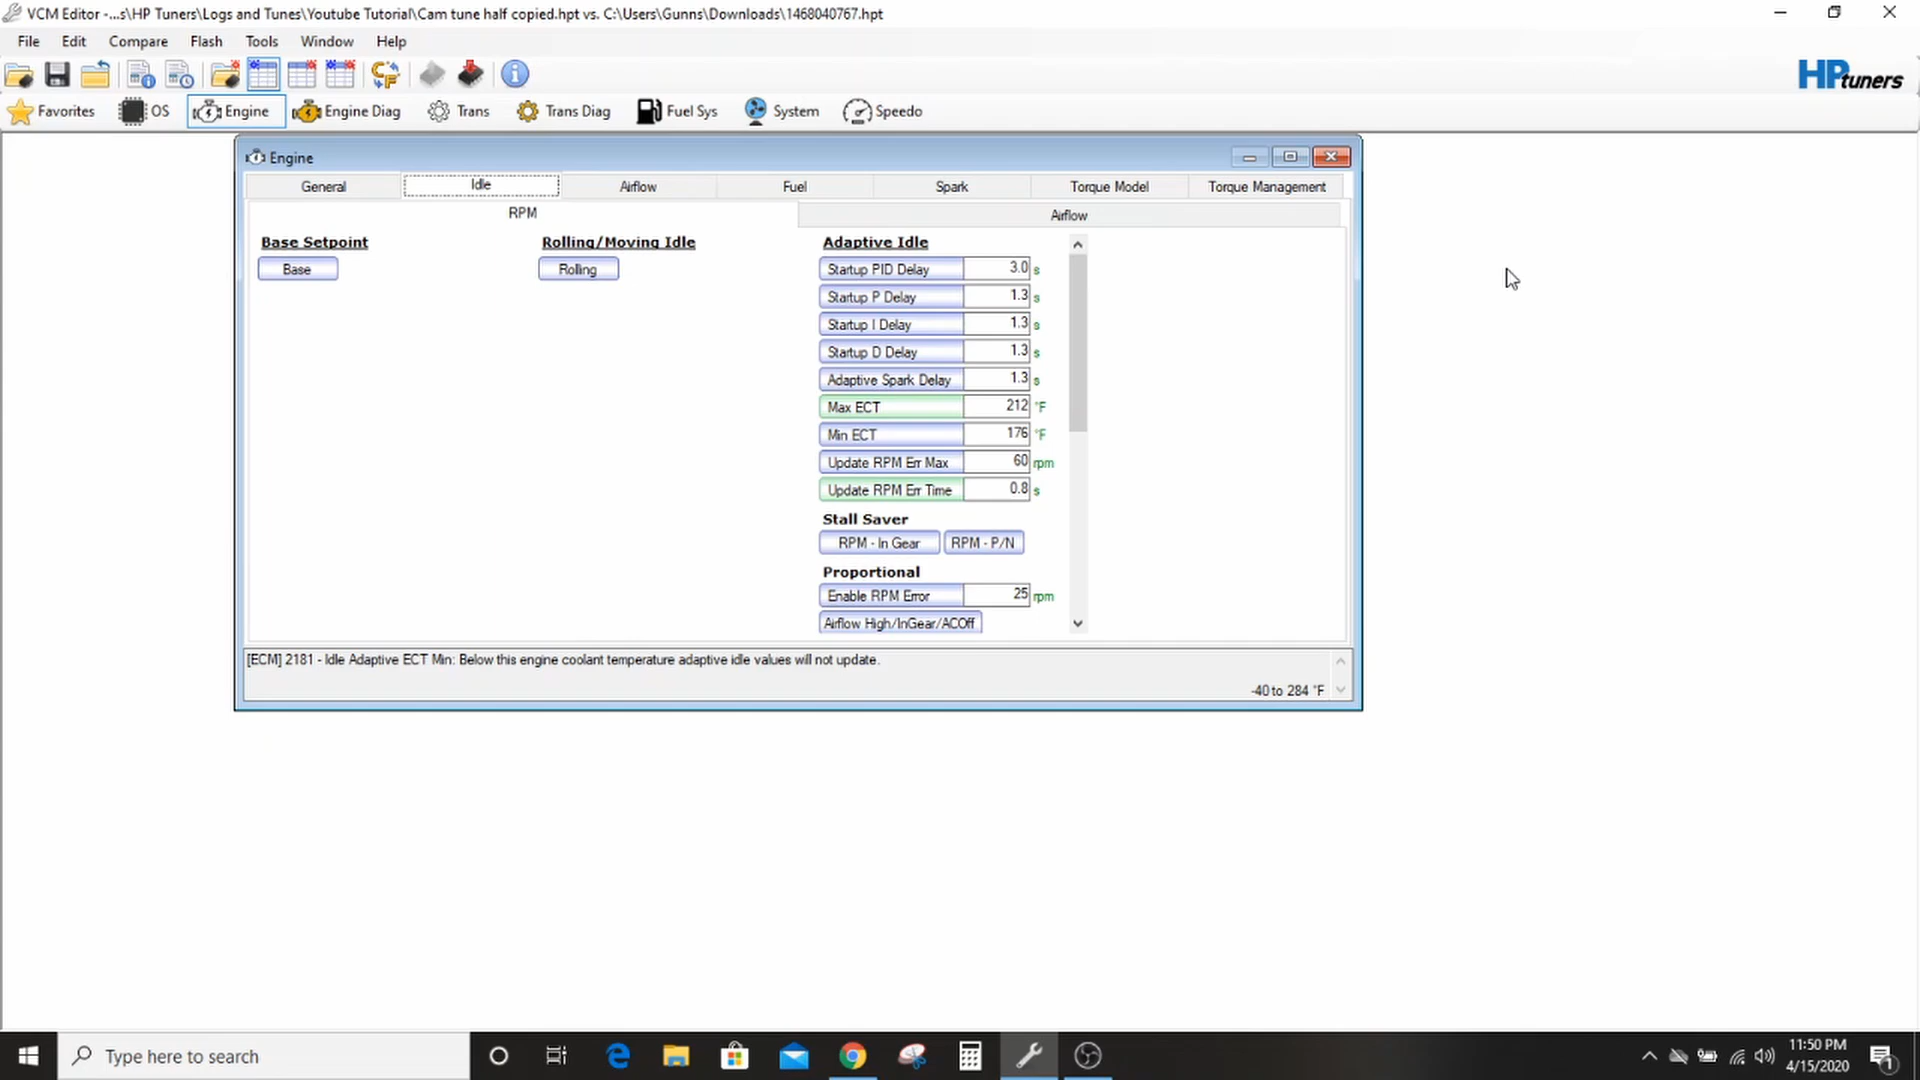 VCM Editor -...s\HP Tuners\Logs and Tunes\Youtube Tutorial\Cam tune half copied.hpt vs. C:\Users\Gunns\Downloads\1468040767.hpt
File Edit Compare Flash Tools Window Help
HPtuners
Favorites OS Engine Engine Diag Trans Trans Diag Fuel Sys System Speedo
Engine
General Idle Airflow Fuel Spark Torque Model Torque Management
RPM Airflow
Base Setpoint
Base
Rolling/Moving Idle
Rolling
Adaptive Idle
Startup PID Delay 3.0 s
Startup P Delay 1.3 s
Startup I Delay 1.3 s
Startup D Delay 1.3 s
Adaptive Spark Delay 1.3 s
Max ECT 212 °F
Min ECT 176 °F
Update RPM Err Max 60 rpm
Update RPM Err Time 0.8 s
Stall Saver
RPM - In Gear RPM - P/N
Proportional
Enable RPM Error 25 rpm
Airflow High/InGear/ACOff
[ECM] 2181 - Idle Adaptive ECT Min: Below this engine coolant temperature adaptive idle values will not update.
-40 to 284 °F
Type here to search
11:50 PM
4/15/2020
1